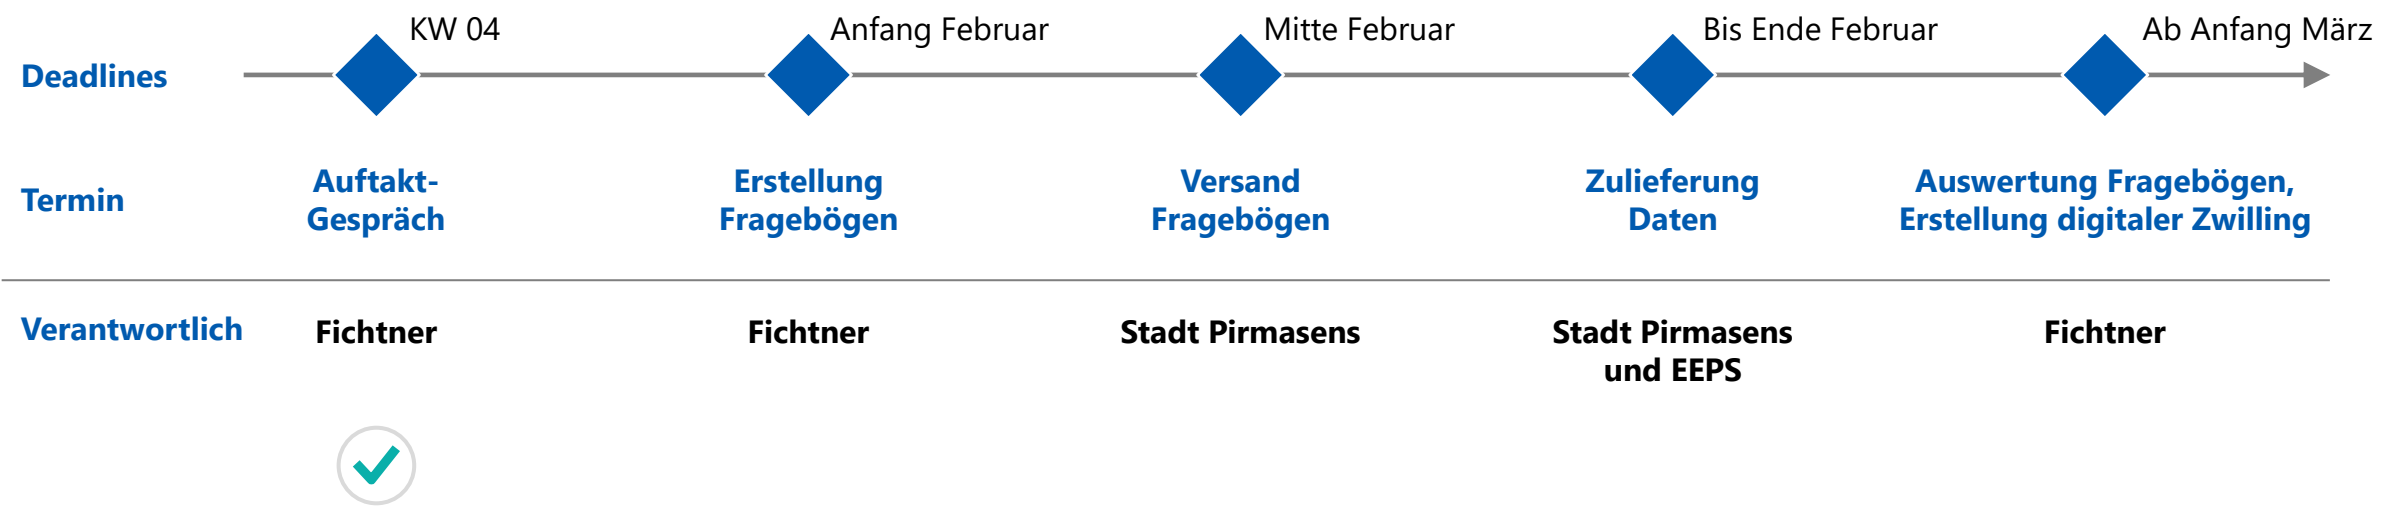 KW 04
Anfang Februar
Mitte Februar
Bis Ende Februar
Ab Anfang März
Deadlines
Termin
Auftakt-
Gespräch
Erstellung
Fragebögen
Versand
Fragebögen
Zulieferung
Daten
Auswertung Fragebögen,
Erstellung digitaler Zwilling
Verantwortlich
Fichtner
Fichtner
Stadt Pirmasens
Stadt Pirmasens
und EEPS
Fichtner